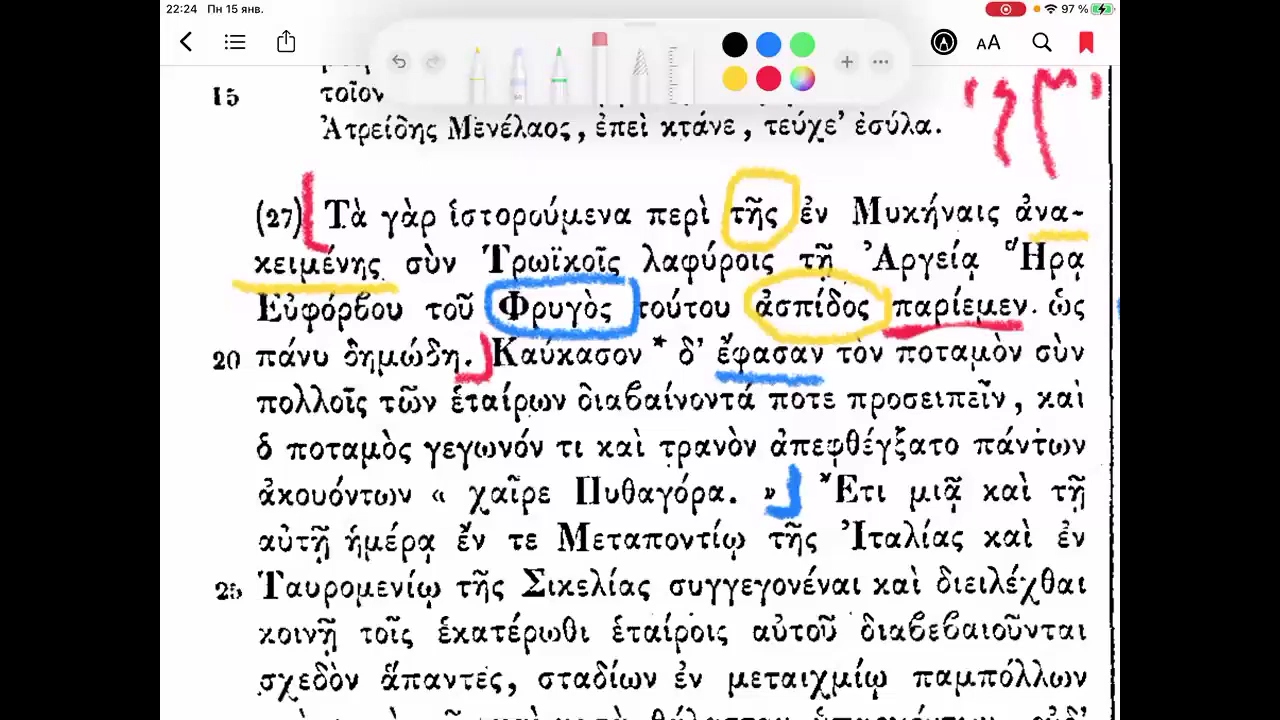 22:24 Пн 15 янв. 97 %
AA
15 τοῖον
Ἀτρείδης Μενέλαος, ἐπεὶ κτάνε, τεύχε' ἐσύλα.
(27) Τὰ γὰρ ἱστορούμενα περὶ τῆς ἐν Μυκήναις ἀνα-
κειμένης σὺν Τρωϊκοῖς λαφύροις τῇ Ἀργείᾳ Ἥρᾳ
Εὐφόρϐου τοῦ Φρυγὸς τούτου ἀσπίδος παρίεμεν· ὡς
20 πάνυ δημώδη. Καύκασον * δ' ἔφασαν τὸν ποταμὸν σὺν
πολλοῖς τῶν ἑταίρων διαϐαίνοντά ποτε προσειπεῖν, καὶ
ὁ ποταμὸς γεγωνόν τι καὶ τρανὸν ἀπεφθέγξατο πάντων
ἀκουόντων « χαῖρε Πυθαγόρα. » Ἔτι μιᾷ καὶ τῇ
αὐτῇ ἡμέρᾳ ἔν τε Μεταποντίῳ τῆς Ἰταλίας καὶ ἐν
25 Ταυρομενίῳ τῆς Σικελίας συγγεγονέναι καὶ διειλέχθαι
κοινῇ τοῖς ἑκατέρωθι ἑταίροις αὐτοῦ διαϐεϐαιοῦνται
σχεδὸν ἅπαντες, σταδίων ἐν μεταιχμίῳ παμπόλλων